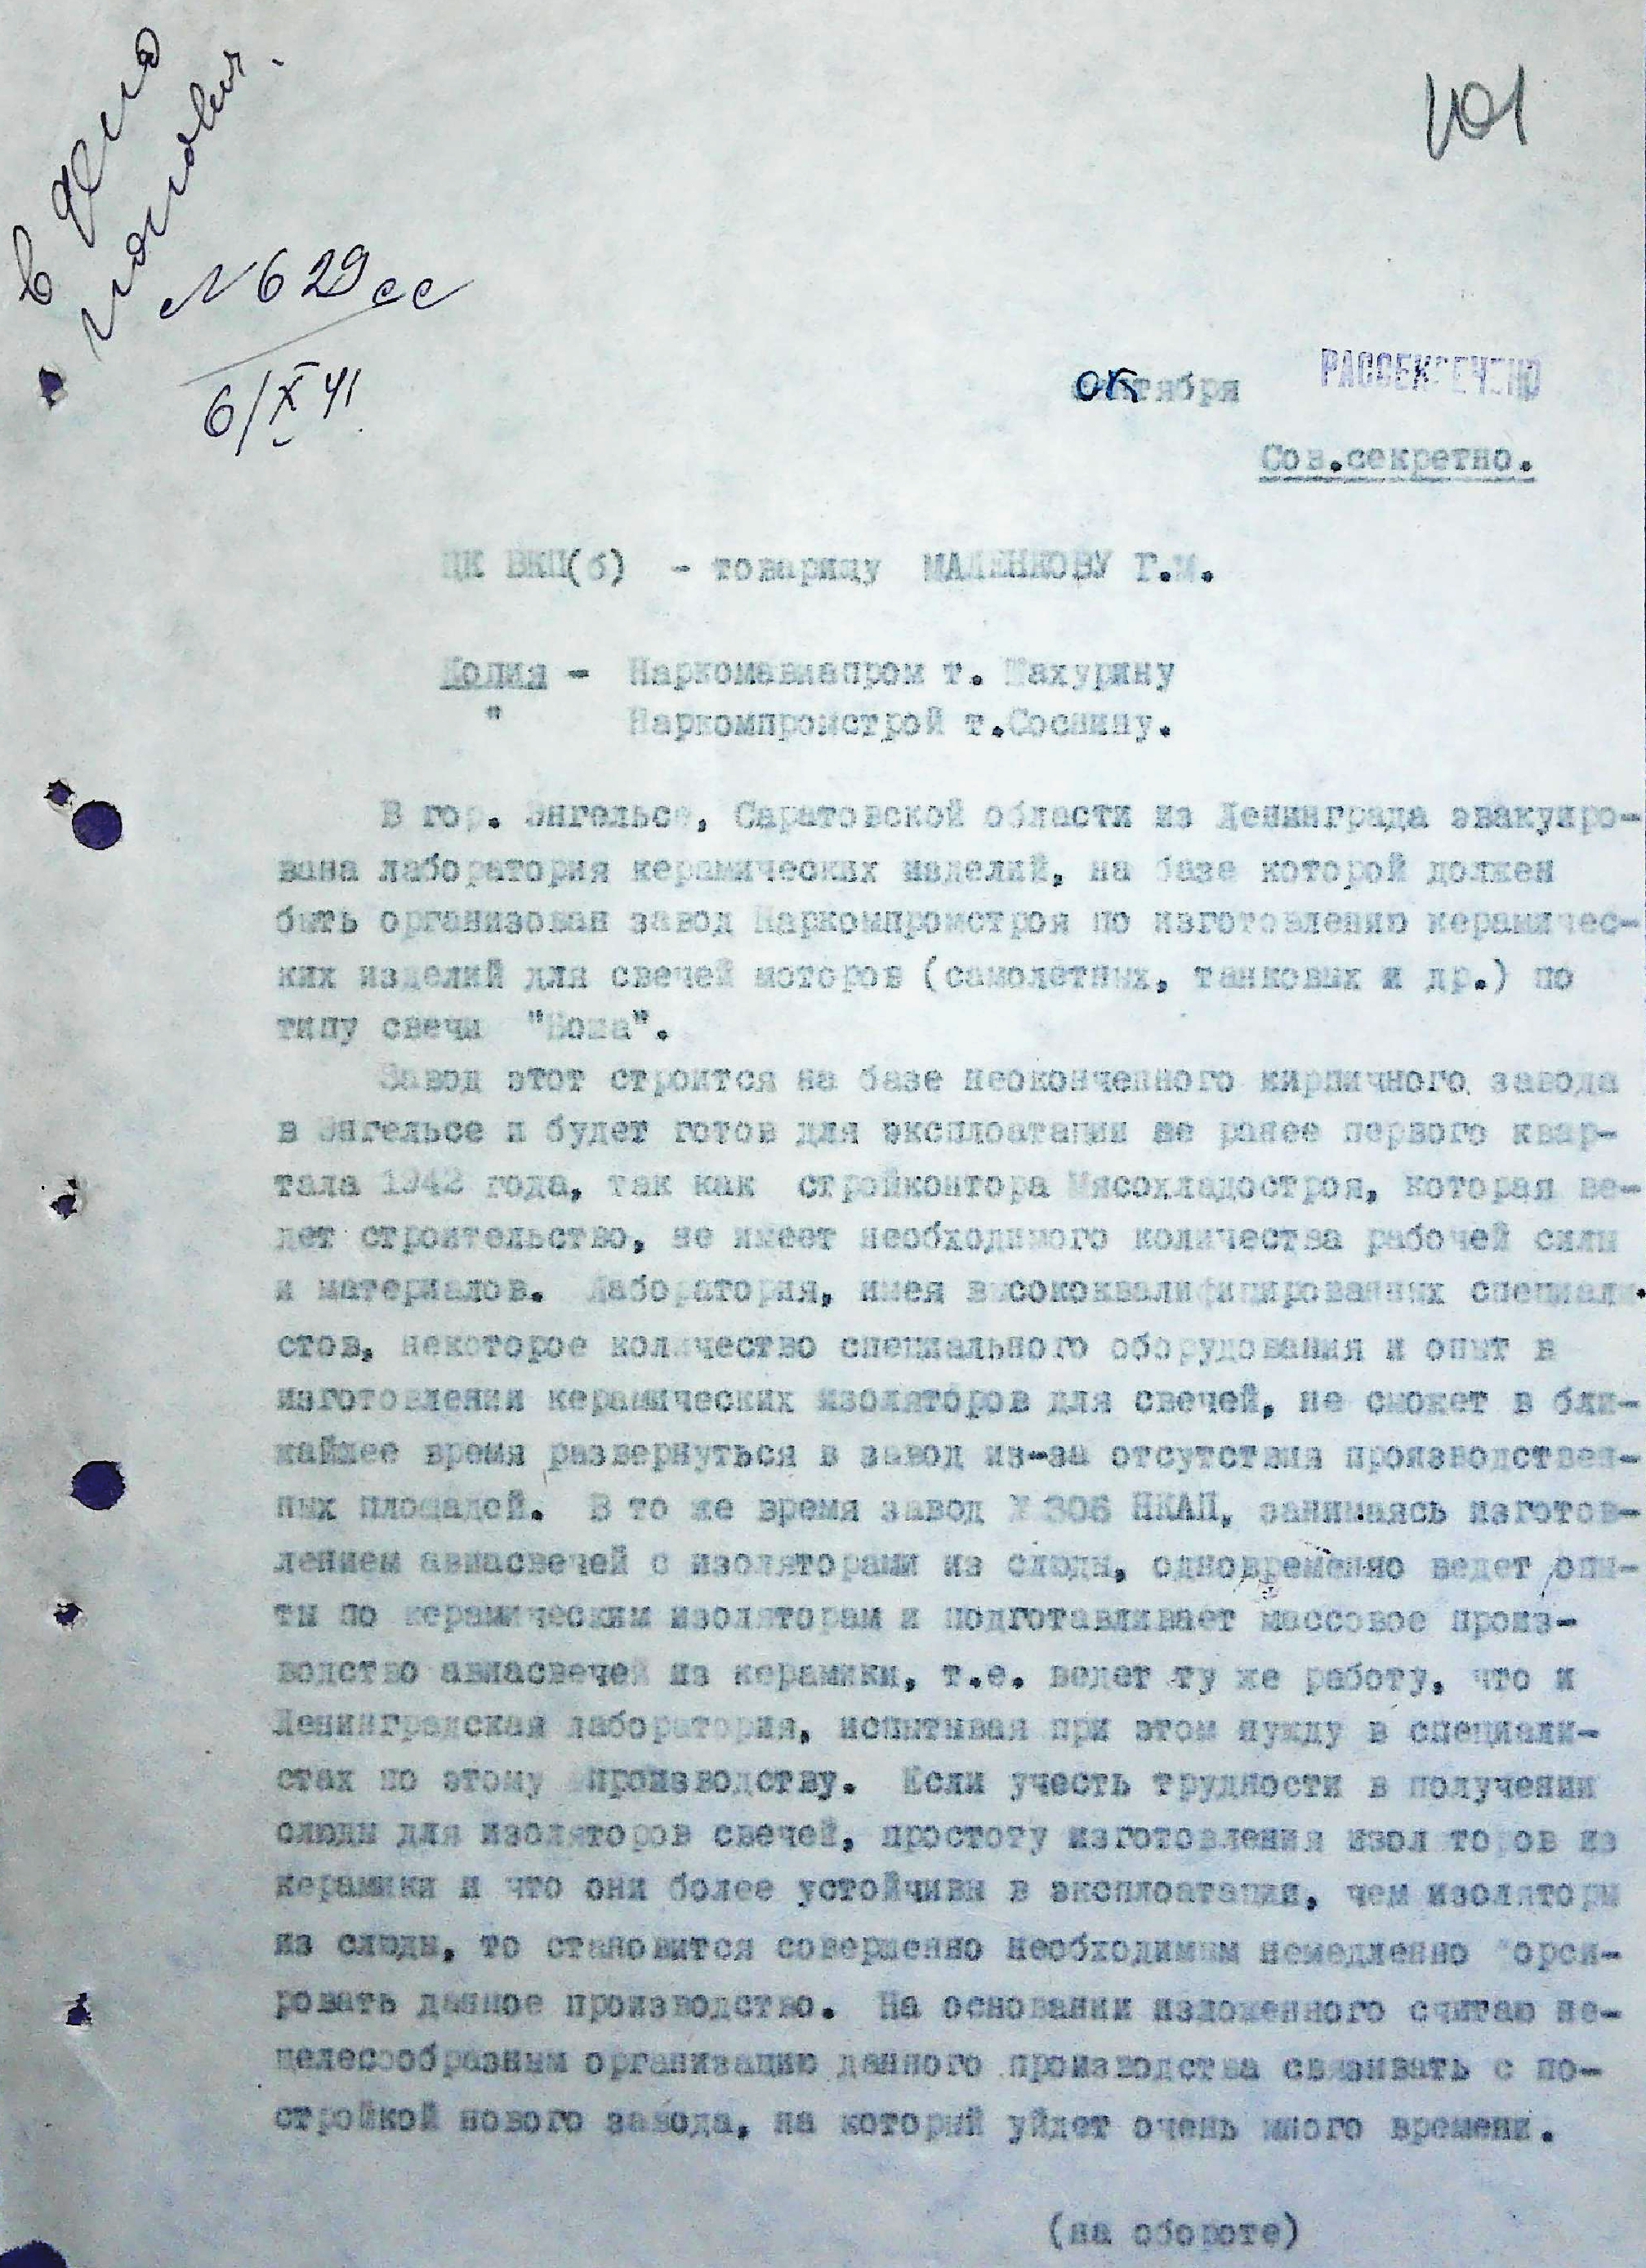 в дело
101
№ 629 сс
6/X 41
октября
РАССЕКРЕЧЕНО
Сов.секретно.
ЦК ВКП(б) - товарищу МАЛЕНКОВУ Г.М.
Копия - Наркомавиапром т. Шахурину
" Наркомпромстрой т.Соснину.
В гор. Энгельсе, Саратовской области из Ленинграда эвакуиро-
вана лаборатория керамических изделий, на базе которой должен
быть организован завод Наркомпромстроя по изготовлению керамичес-
ких изделий для свечей моторов (самолетных, танковых и др.) по
типу свечи "Боша".
Завод этот строится на базе неоконченного кирпичного завода
в Энгельсе и будет готов для эксплоатации не ранее первого квар-
тала 1942 года, так как стройконтора Мясохладостроя, которая ве-
дет строительство, не имеет необходимого количества рабочей силы
и материалов. Лаборатория, имея высококвалифицированных специали-
стов, некоторое количество специального оборудования и опыт в
изготовлении керамических изоляторов для свечей, не сможет в бли-
жайшее время развернуться в завод из-за отсутствия производствен-
ных площадей. В то же время завод № 306 НКАП, занимаясь изготов-
лением авиасвечей с изоляторами из слюды, одновременно ведет опы-
ты по керамическим изоляторам и подготавливает массовое произ-
водство авиасвечей из керамики, т.е. ведет ту же работу, что и
Ленинградская лаборатория, испытывая при этом нужду в специали-
стах по этому производству. Если учесть трудности в получении
слюды для изоляторов свечей, простоту изготовления изоляторов из
керамики и что они более устойчивы в эксплоатации, чем изоляторы
из слюды, то становится совершенно необходимым немедленно форси-
ровать данное производство. На основании изложенного считаю не-
целесообразным организацию данного производства связывать с по-
стройкой нового завода, на который уйдет очень много времени.
(на обороте)